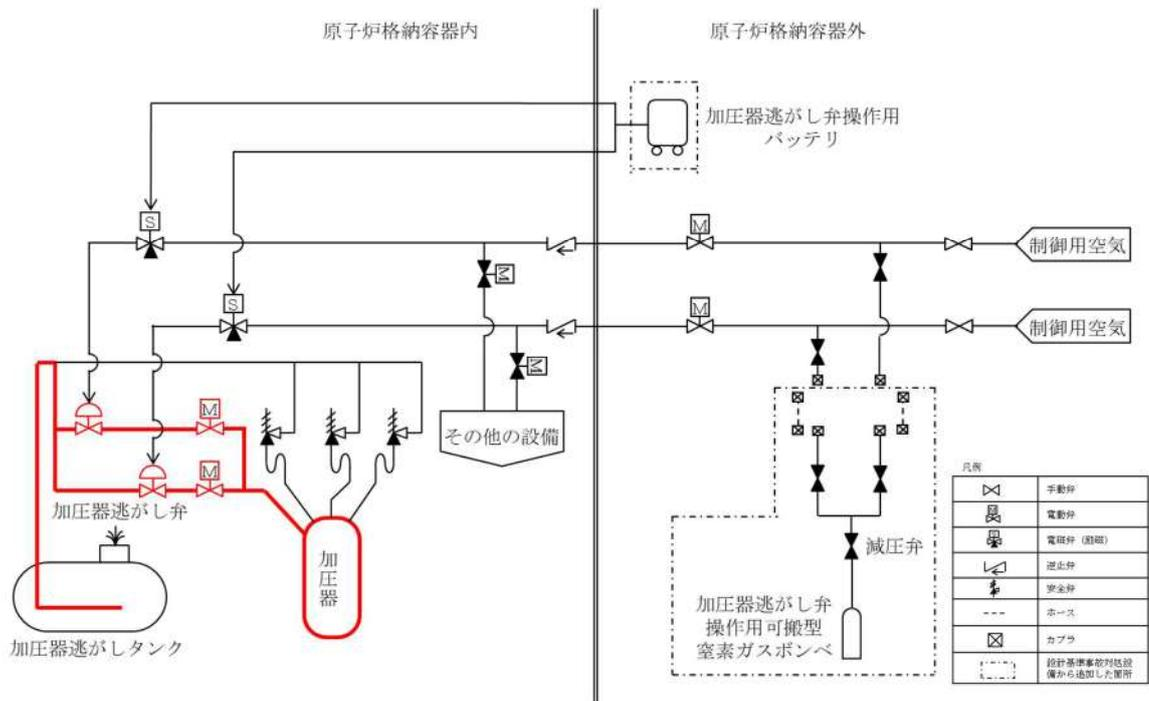 原子炉格納容器内
原子炉格納容器外
加圧器逃がし弁操作用
バッテリ
S
M
制御用空気
M
S
M
制御用空気
M
その他の設備
M
M
加圧器逃がし弁
加圧器
加圧器逃がしタンク
減圧弁
加圧器逃がし弁
操作用可搬型
窒素ガスボンベ
凡例
手動弁
M
電動弁
電磁弁（励磁）
逆止弁
安全弁
ホース
カプラ
設計基準事故対処設
備から追加した箇所